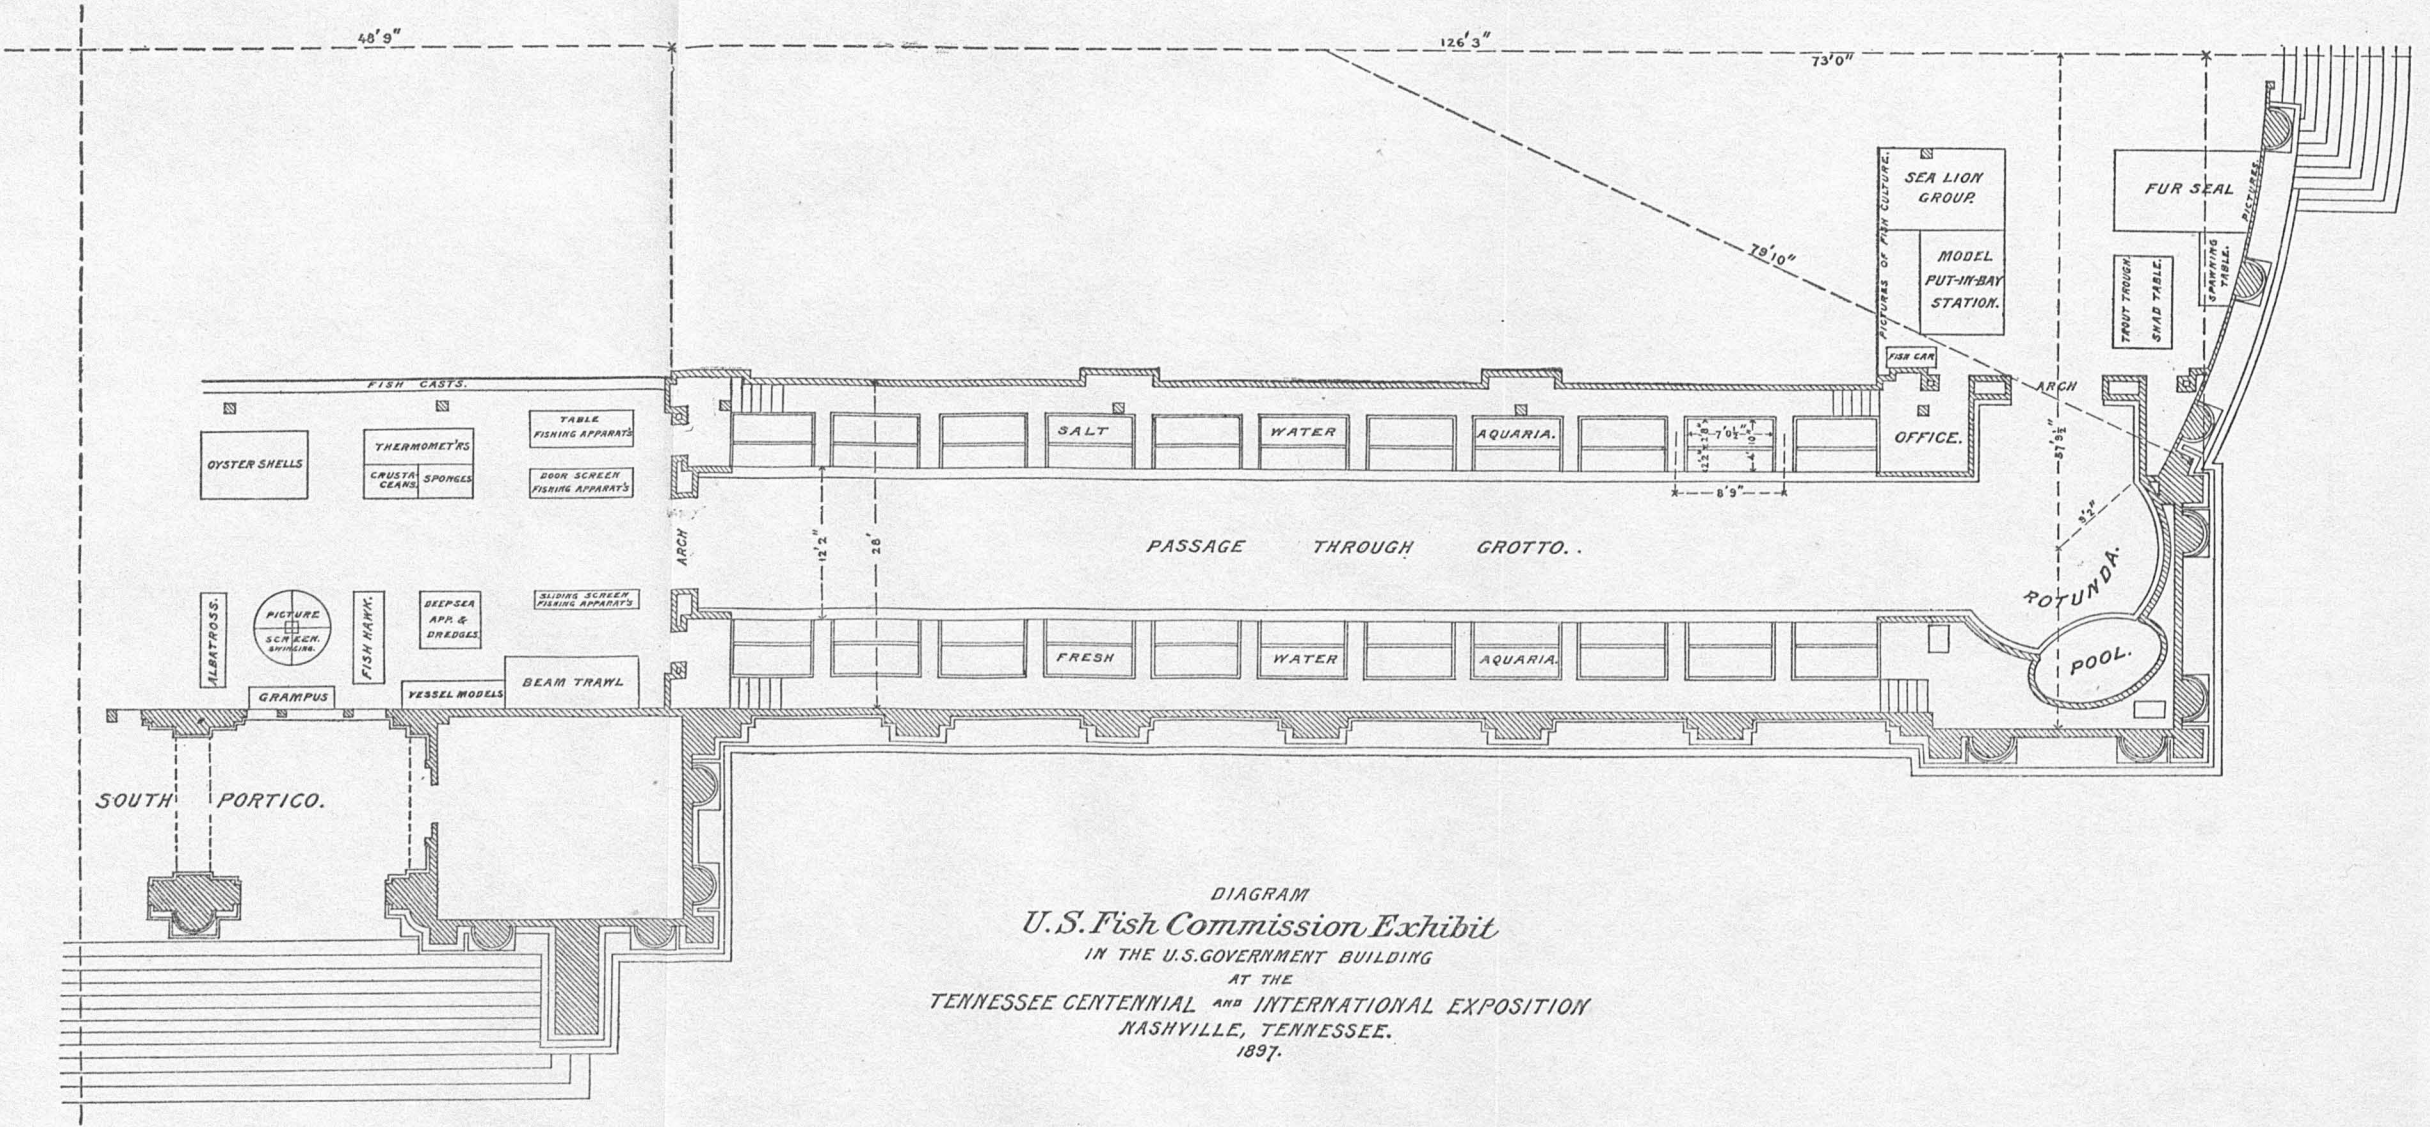 48'9"
126'3"
73'0"
79'10"
PICTURES OF FISH CULTURE.
SEA LION
GROUP.
MODEL
PUT-IN-BAY
STATION.
FISH CAR
FUR SEAL
PICTURES.
SPAWNING
TABLE.
TROUT TROUGH.
SHAD TABLE.
ARCH
FISH CASTS.
OYSTER SHELLS
THERMOMET'RS
CRUSTA-
CEANS.
SPONGES
TABLE
FISHING APPARAT'S
DOOR SCREEN
FISHING APPARAT'S
SALT
WATER
AQUARIA.
7'0½"
8'9"
OFFICE.
57'9½"
ARCH
12'2"
28'
PASSAGE THROUGH GROTTO.
9'2"
ROTUNDA.
POOL.
ALBATROSS.
PICTURE
SCREEN.
SWINGING.
FISH HAWK.
DEEP SEA
APP. &
DREDGES.
SLIDING SCREEN
FISHING APPARAT'S
GRAMPUS
VESSEL MODELS
BEAM TRAWL
FRESH
WATER
AQUARIA.
SOUTH PORTICO.
DIAGRAM
U.S. Fish Commission Exhibit
IN THE U.S. GOVERNMENT BUILDING
AT THE
TENNESSEE CENTENNIAL AND INTERNATIONAL EXPOSITION
NASHVILLE, TENNESSEE.
1897.